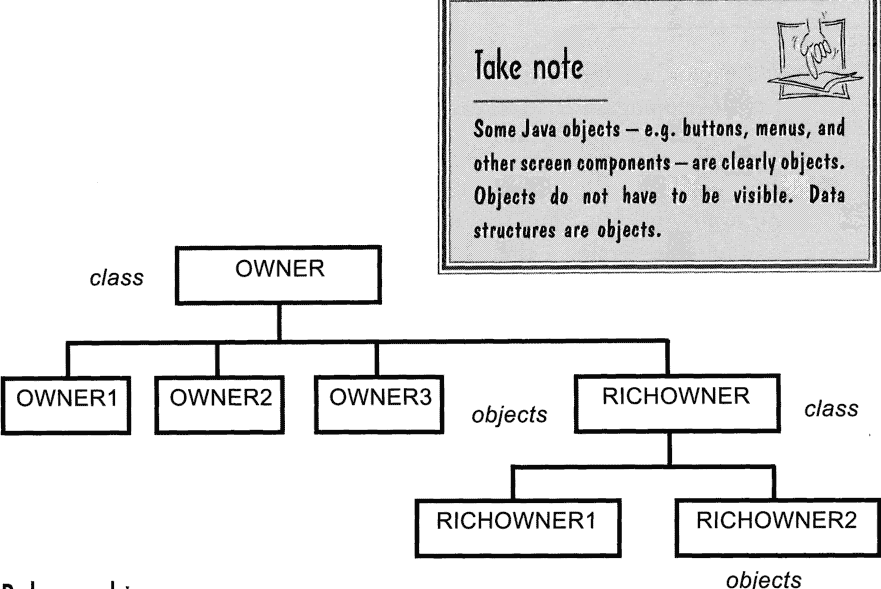 Take note
Some Java objects – e.g. buttons, menus, and
other screen components – are clearly objects.
Objects do not have to be visible. Data
structures are objects.
class
OWNER
OWNER1
OWNER2
OWNER3
objects
RICHOWNER
class
RICHOWNER1
RICHOWNER2
objects